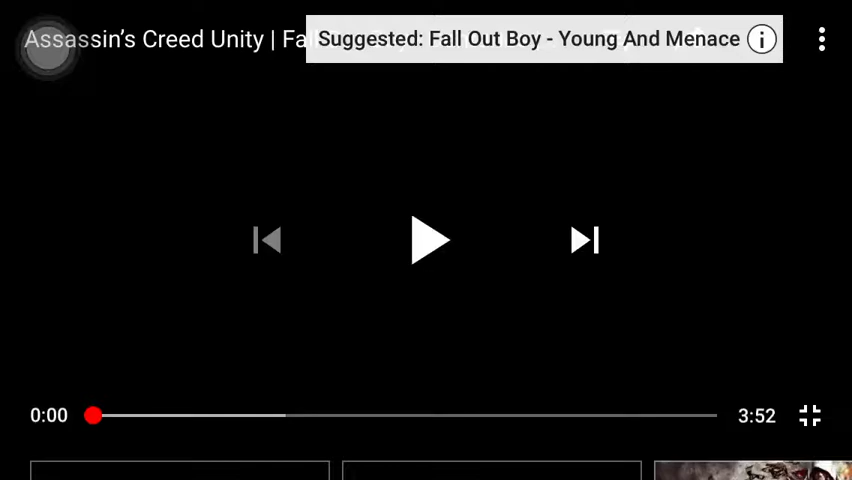 Assassin’s Creed Unity | Fal
Suggested: Fall Out Boy - Young And Menace
0:00
3:52